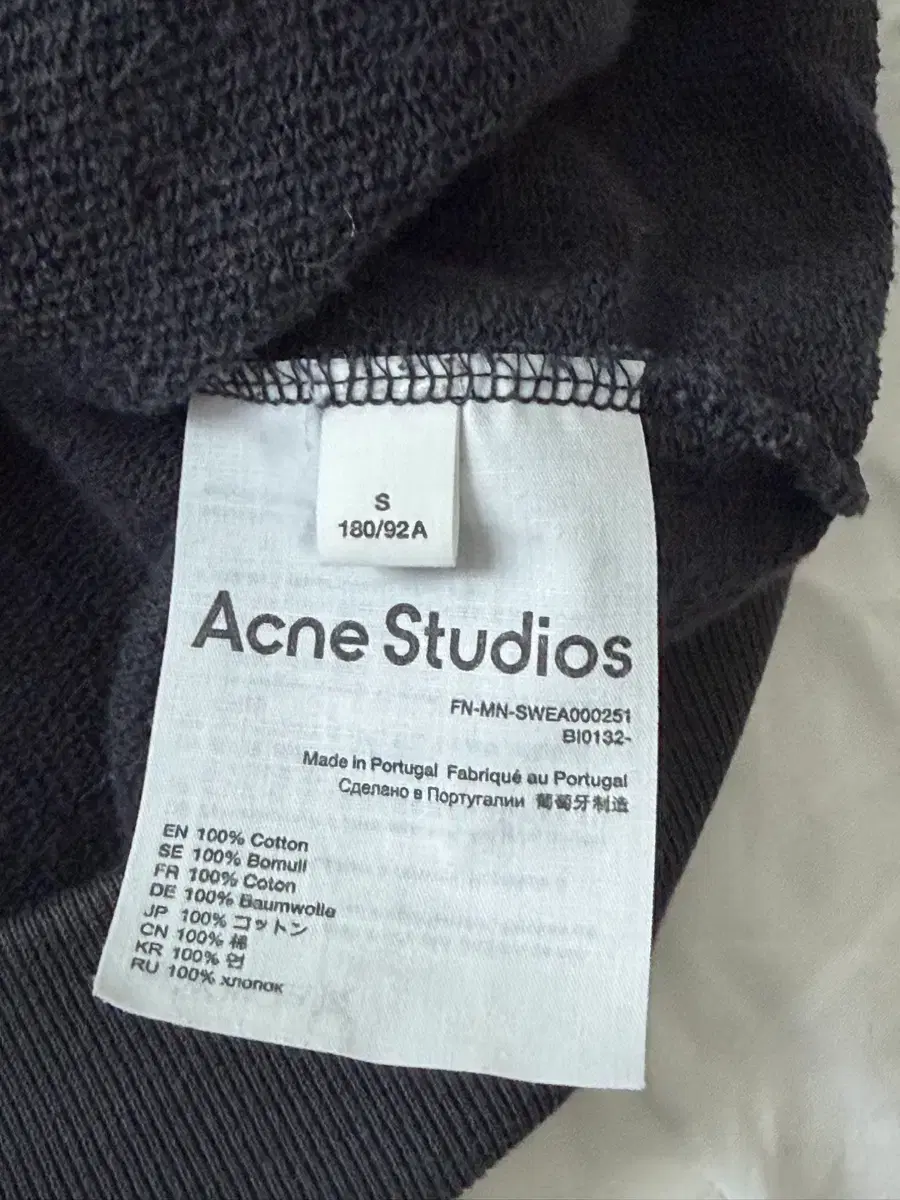 S
180/92A
Acne Studios
FN-MN-SWEA000251
BI0132-
Made in Portugal Fabriqué au Portugal
Сделано в Португалии 葡萄牙制造
EN 100% Cotton
SE 100% Bomull
FR 100% Coton
DE 100% Baumwolle
JP 100% コットン
CN 100% 棉
KR 100% 면
RU 100% хлопок